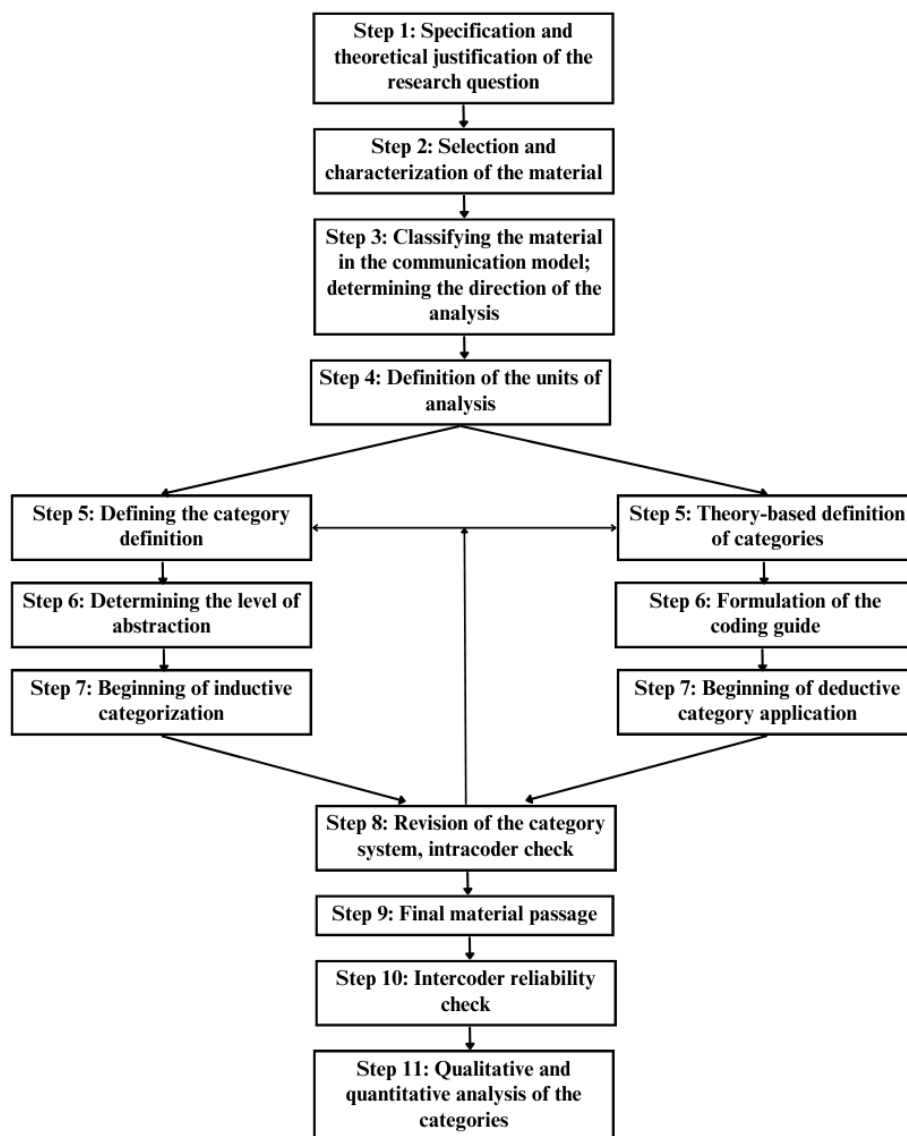 Step 1: Specification and
theoretical justification of the
research question
Step 2: Selection and
characterization of the material
Step 3: Classifying the material
in the communication model;
determining the direction of the
analysis
Step 4: Definition of the units of
analysis
Step 5: Defining the category
definition
Step 5: Theory-based definition
of categories
Step 6: Determining the level of
abstraction
Step 6: Formulation of the
coding guide
Step 7: Beginning of inductive
categorization
Step 7: Beginning of deductive
category application
Step 8: Revision of the category
system, intracoder check
Step 9: Final material passage
Step 10: Intercoder reliability
check
Step 11: Qualitative and
quantitative analysis of the
categories